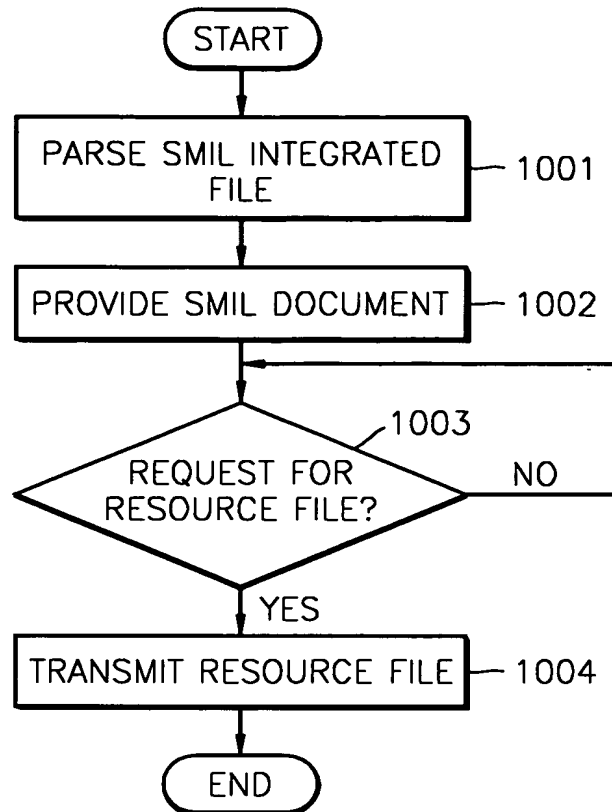 START
PARSE SMIL INTEGRATED
FILE
1001
PROVIDE SMIL DOCUMENT
1002
1003
REQUEST FOR
RESOURCE FILE?
NO
YES
TRANSMIT RESOURCE FILE
1004
END